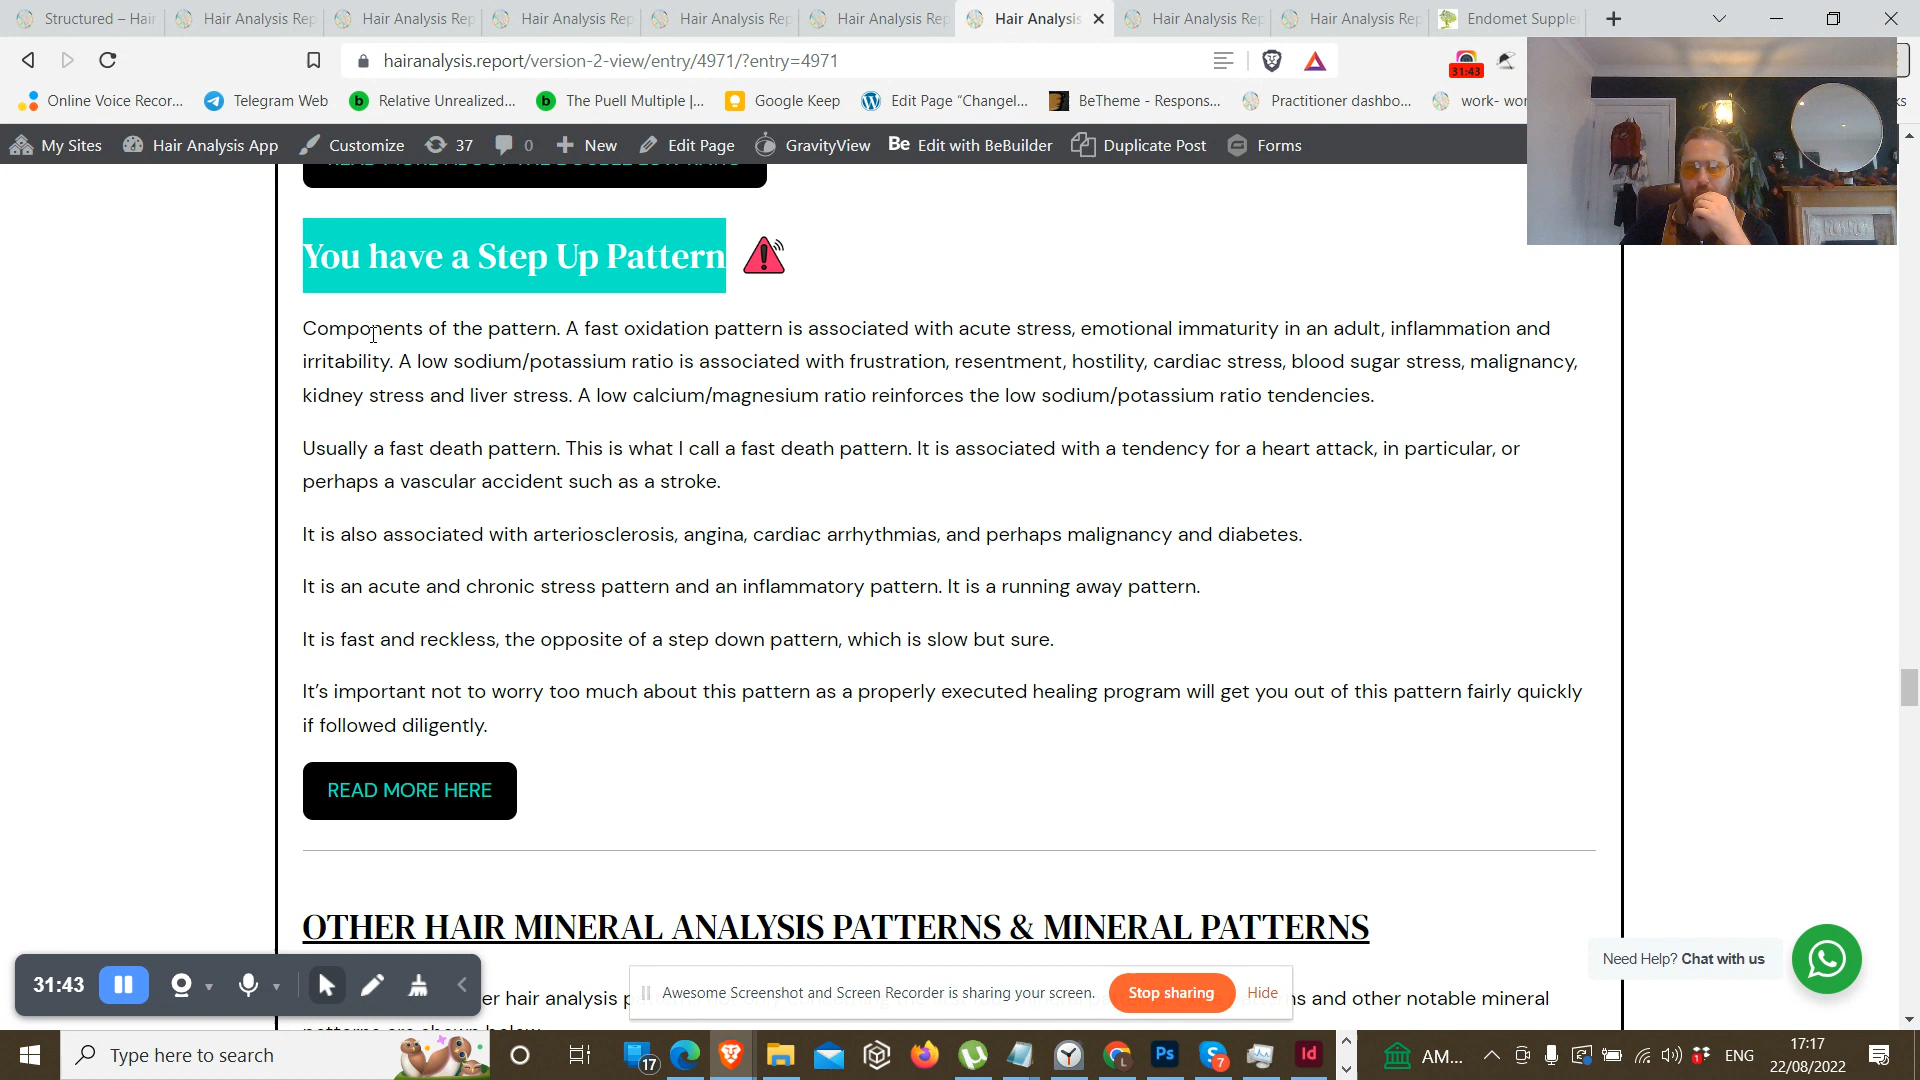 Structured – Hair
Hair Analysis Rep
Hair Analysis Rep
Hair Analysis Rep
Hair Analysis Rep
Hair Analysis Rep
Hair Analysis
Hair Analysis Rep
Hair Analysis Rep
Endomet Supple
hairanalysis.report/version-2-view/entry/4971/?entry=4971
31:43
Online Voice Recor...
Telegram Web
Relative Unrealized...
The Puell Multiple |...
Google Keep
Edit Page "Changel...
BeTheme - Respons...
Practitioner dashbo...
work- wor
My Sites
Hair Analysis App
Customize
37
0
New
Edit Page
GravityView
Be Edit with BeBuilder
Duplicate Post
Forms
You have a Step Up Pattern
Components of the pattern. A fast oxidation pattern is associated with acute stress, emotional immaturity in an adult, inflammation and
irritability. A low sodium/potassium ratio is associated with frustration, resentment, hostility, cardiac stress, blood sugar stress, malignancy,
kidney stress and liver stress. A low calcium/magnesium ratio reinforces the low sodium/potassium ratio tendencies.
Usually a fast death pattern. This is what I call a fast death pattern. It is associated with a tendency for a heart attack, in particular, or
perhaps a vascular accident such as a stroke.
It is also associated with arteriosclerosis, angina, cardiac arrhythmias, and perhaps malignancy and diabetes.
It is an acute and chronic stress pattern and an inflammatory pattern. It is a running away pattern.
It is fast and reckless, the opposite of a step down pattern, which is slow but sure.
It's important not to worry too much about this pattern as a properly executed healing program will get you out of this pattern fairly quickly
if followed diligently.
READ MORE HERE
OTHER HAIR MINERAL ANALYSIS PATTERNS & MINERAL PATTERNS
Need Help? Chat with us
31:43
er hair analysis p
ns and other notable mineral
Awesome Screenshot and Screen Recorder is sharing your screen.
Stop sharing
Hide
Type here to search
17
7
AM...
ENG
17:17
22/08/2022